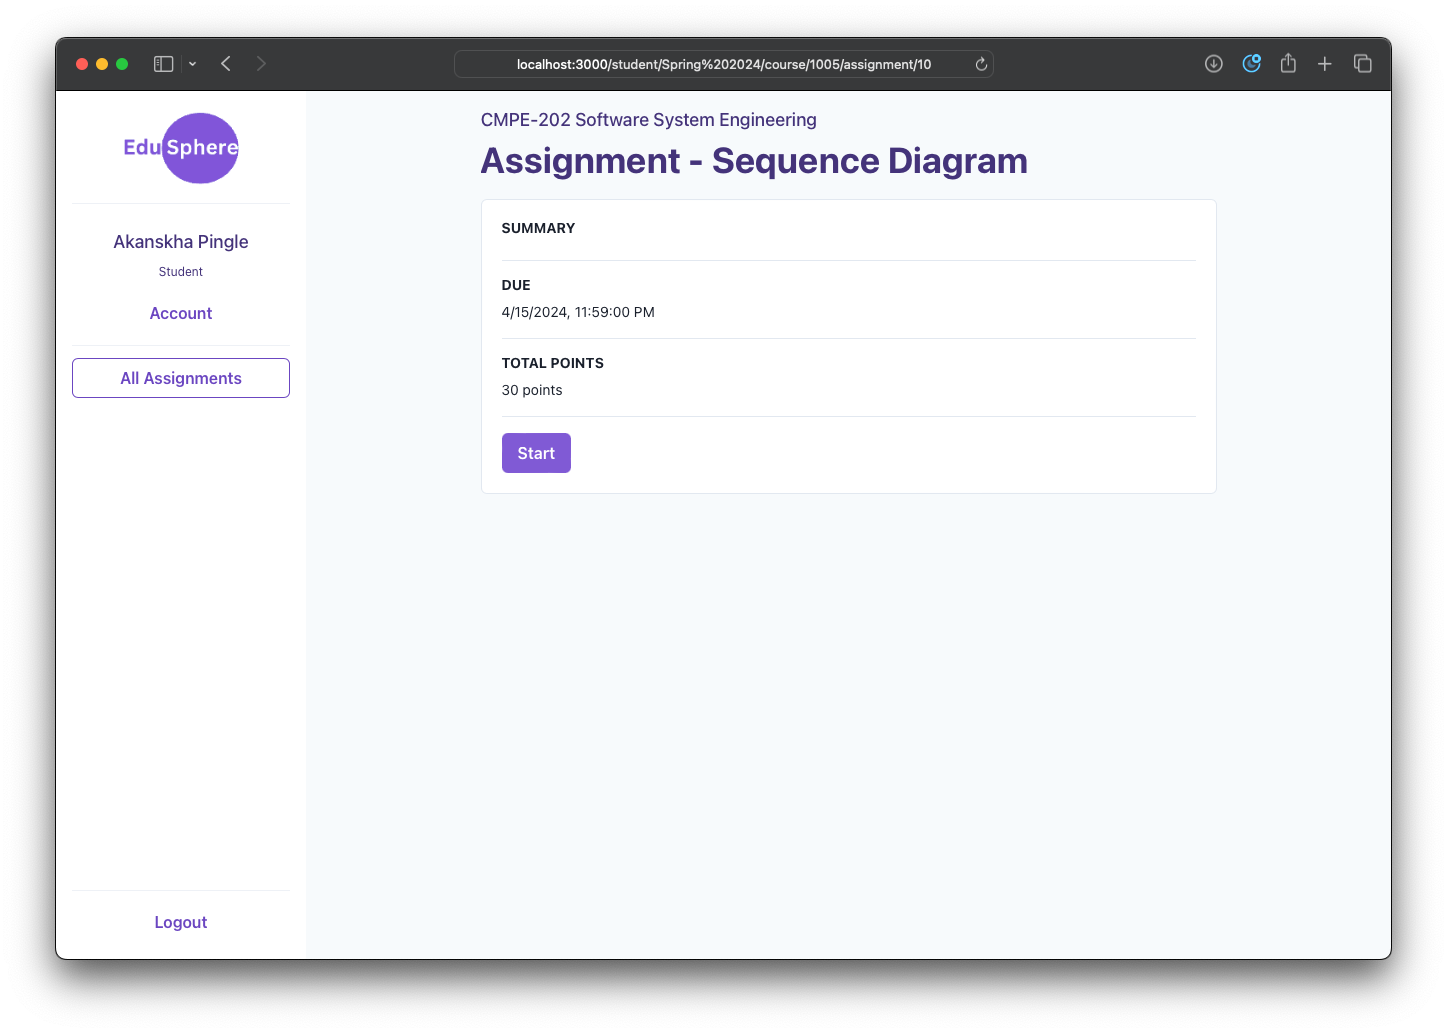 localhost:3000/student/Spring%202024/course/1005/assignment/10
EduSphere
Akanskha Pingle
Student
Account
All Assignments
Logout
CMPE-202 Software System Engineering
Assignment - Sequence Diagram
SUMMARY
DUE
4/15/2024, 11:59:00 PM
TOTAL POINTS
30 points
Start